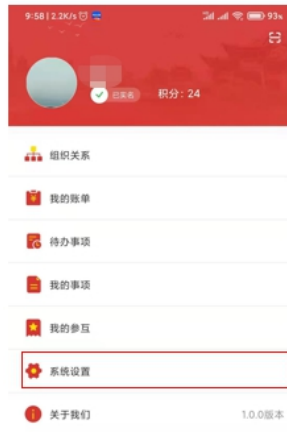 9:58 | 2.2K/s 93%
已实名 积分: 24
组织关系
我的账单
待办事项
我的事项
我的参互
系统设置
关于我们 1.0.0版本